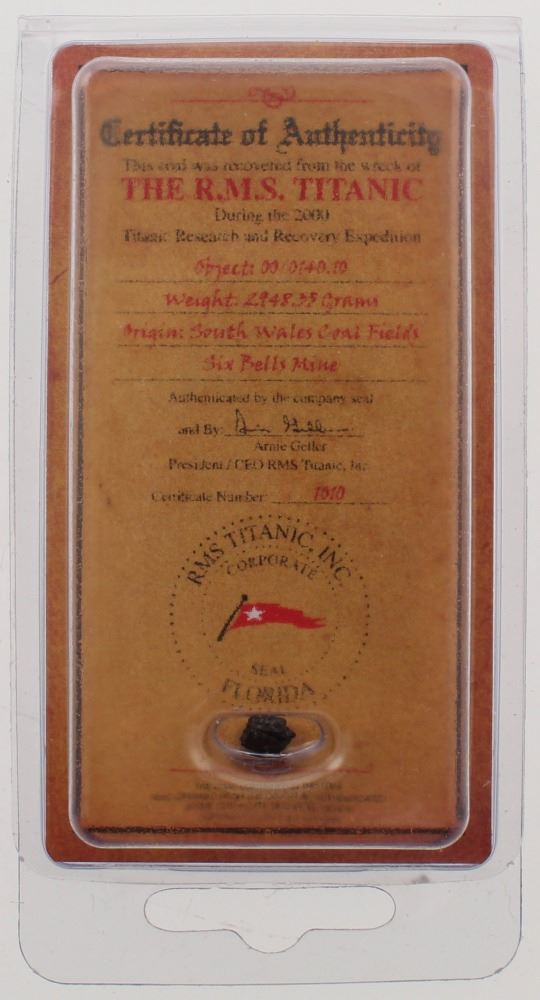 Certificate of Authenticity
This coal was recovered from the wreck of
THE R.M.S. TITANIC
During the 2000
Titanic Research and Recovery Expedition
Object: 00/0140.10
Weight: 2948.35 Grams
Origin: South Wales Coal Fields
Six Bells Mine
Authenticated by the company seal
and By:
Arnie Geller
President / CEO RMS Titanic, Inc
Certificate Number: 1010
RMS TITANIC, INC.
CORPORATE
SEAL
FLORIDA